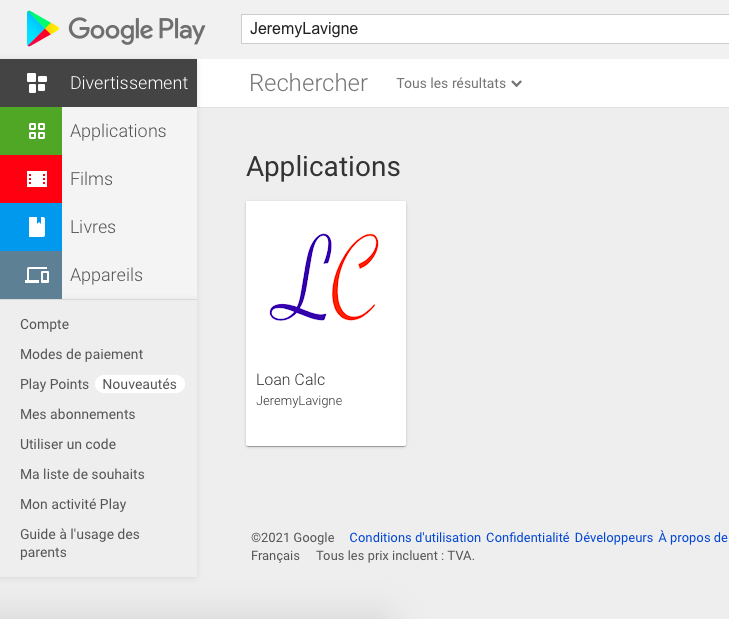 Google Play
JeremyLavigne
Divertissement
Rechercher
Tous les résultats
Applications
Films
Livres
Appareils
Compte
Modes de paiement
Play Points Nouveautés
Mes abonnements
Utiliser un code
Ma liste de souhaits
Mon activité Play
Guide à l'usage des
parents
Applications
LC
Loan Calc
JeremyLavigne
©2021 Google Conditions d'utilisation Confidentialité Développeurs À propos de
Français Tous les prix incluent : TVA.